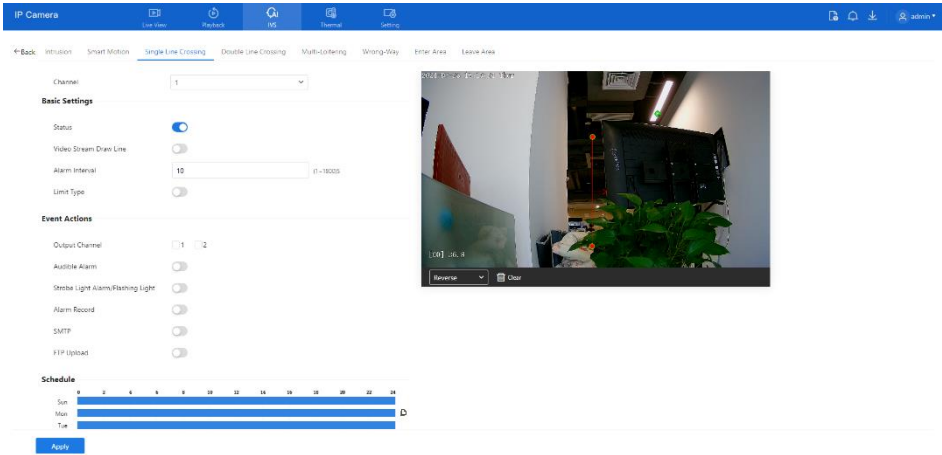 IP Camera Live View Playback IVS Thermal Setting admin
Back Intrusion Smart Motion Single Line Crossing Double Line Crossing Multi-Loitering Wrong-Way Enter Area Leave Area
Channel 1
Basic Settings
Status
Video Stream Draw Line
Alarm Interval 10 (1~1800)S
Limit Type
Event Actions
Output Channel 1 2
Audible Alarm
Strobe Light Alarm/Flashing Light
Alarm Record
SMTP
FTP Upload
Reverse Clear
Schedule
0 2 4 6 8 10 12 14 16 18 20 22 24
Sun
Mon
Tue
Apply